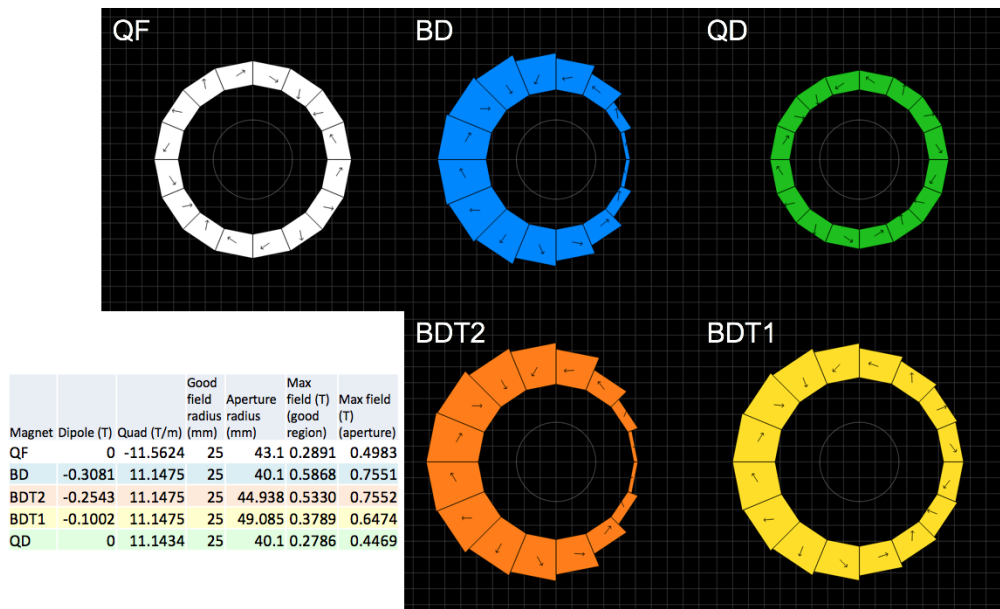 QF
BD
QD
BDT2
BDT1
Magnet Dipole (T) Quad (T/m) Good field radius (mm) Aperture radius (mm) Max field (T) (good region) Max field (T) (aperture)
QF 0 -11.5624 25 43.1 0.2891 0.4983
BD -0.3081 11.1475 25 40.1 0.5868 0.7551
BDT2 -0.2543 11.1475 25 44.938 0.5330 0.7552
BDT1 -0.1002 11.1475 25 49.085 0.3789 0.6474
QD 0 11.1434 25 40.1 0.2786 0.4469